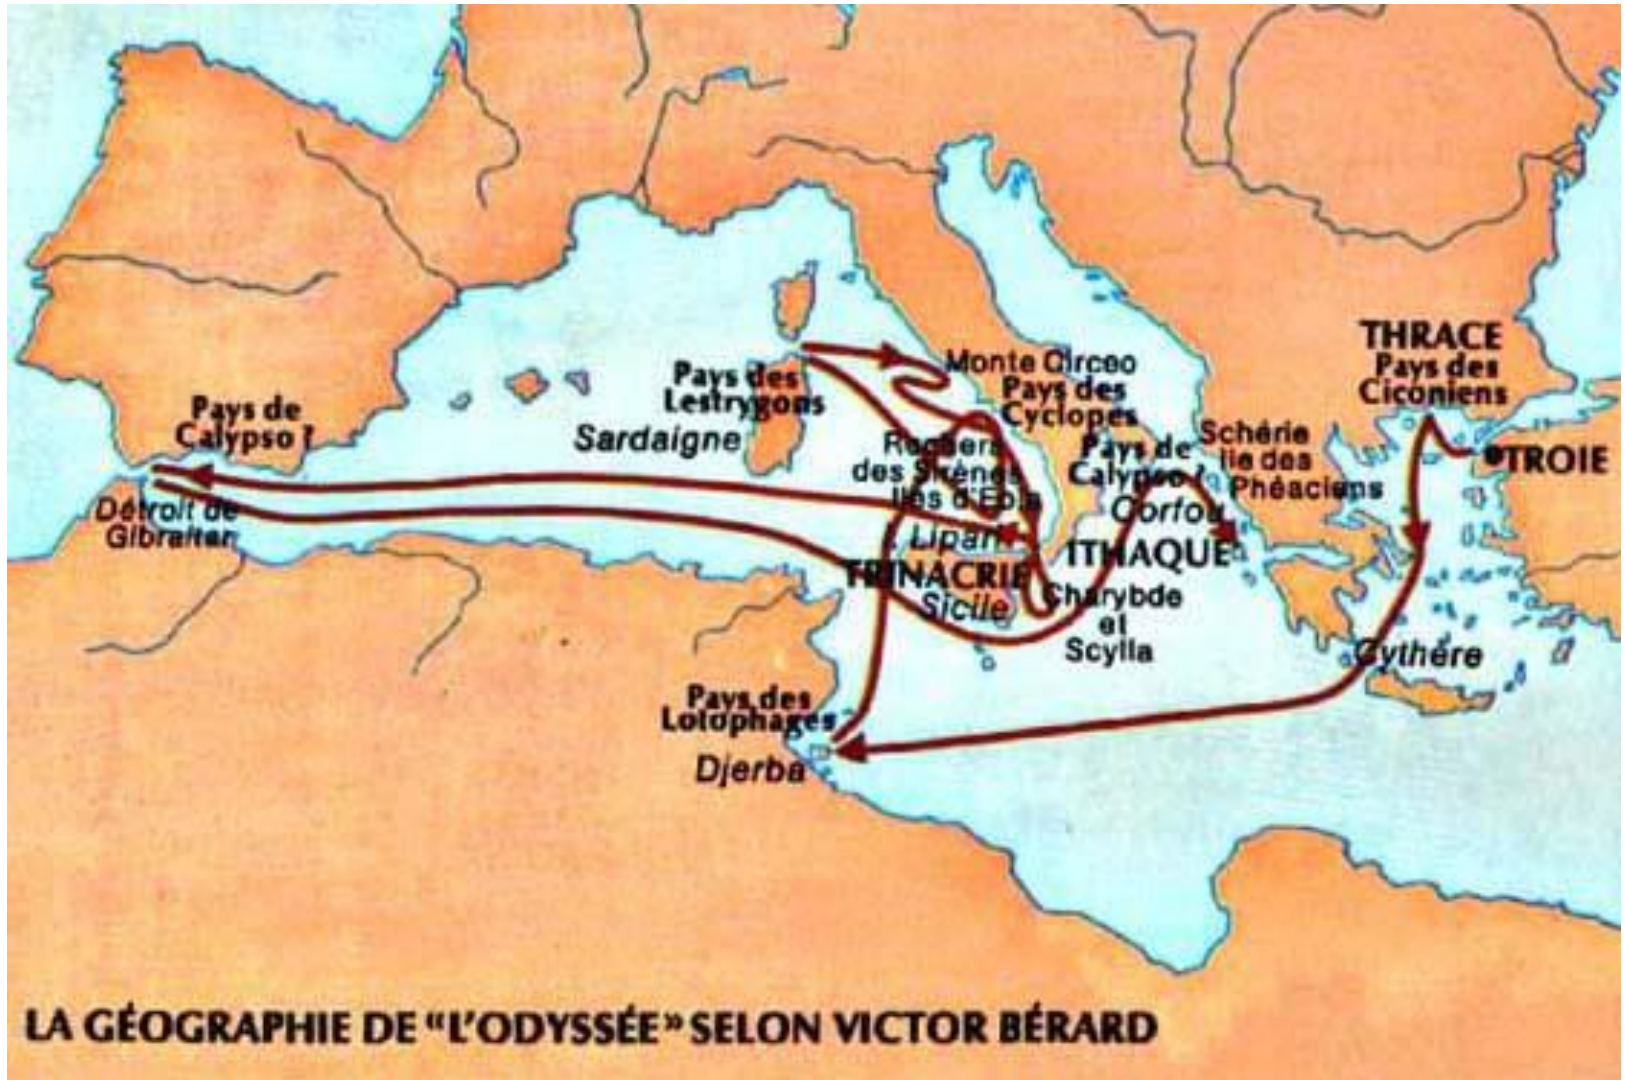 THRACE
Pays des
Ciconiens
Monte Circeo
Pays des
Cyclopes
Pays des
Lestrygons
Sardaigne
Pays de
Calypso ?
Détroit de
Gibraltar
Rochers
des Sirènes
Iles d'Eole
Lipari
Pays de
Calypso ?
Corfou
Schérie
Ile des
Phéaciens
TROIE
ITHAQUE
TRINACRIE
Sicile
Charybde
et
Scylla
Cythére
Pays des
Lotophages
Djerba
LA GÉOGRAPHIE DE “L'ODYSSÉE” SELON VICTOR BÉRARD